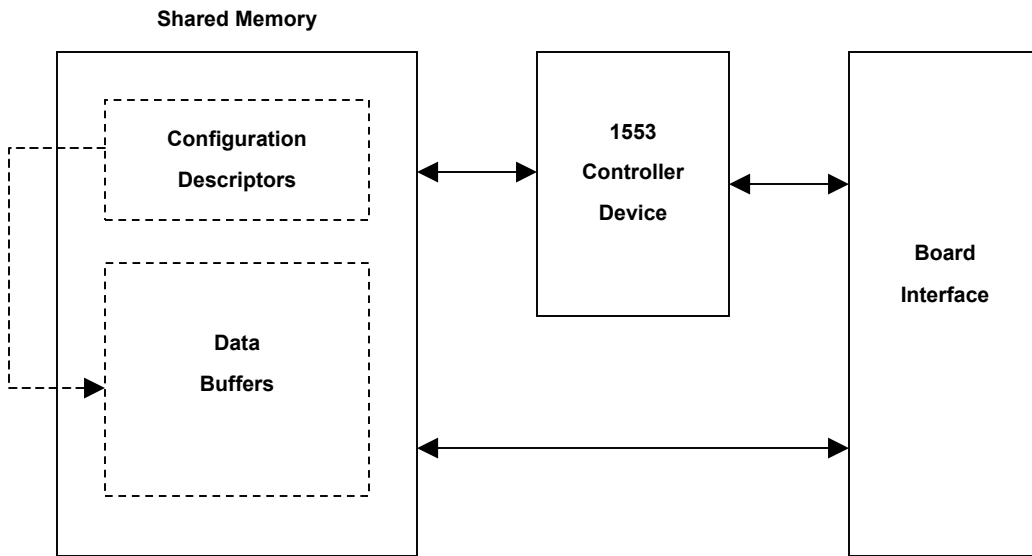 Shared Memory
Configuration
Descriptors
Data
Buffers
1553
Controller
Device
Board
Interface